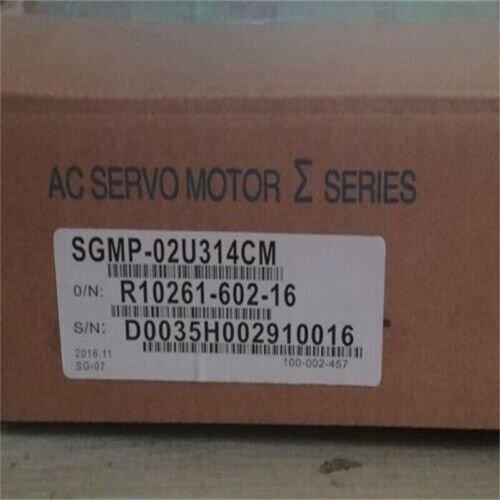 AC SERVO MOTOR Σ SERIES
SGMP-02U314CM
O/N: R10261-602-16
S/N: D0035H002910016
2016.11
SG-07 100-002-457